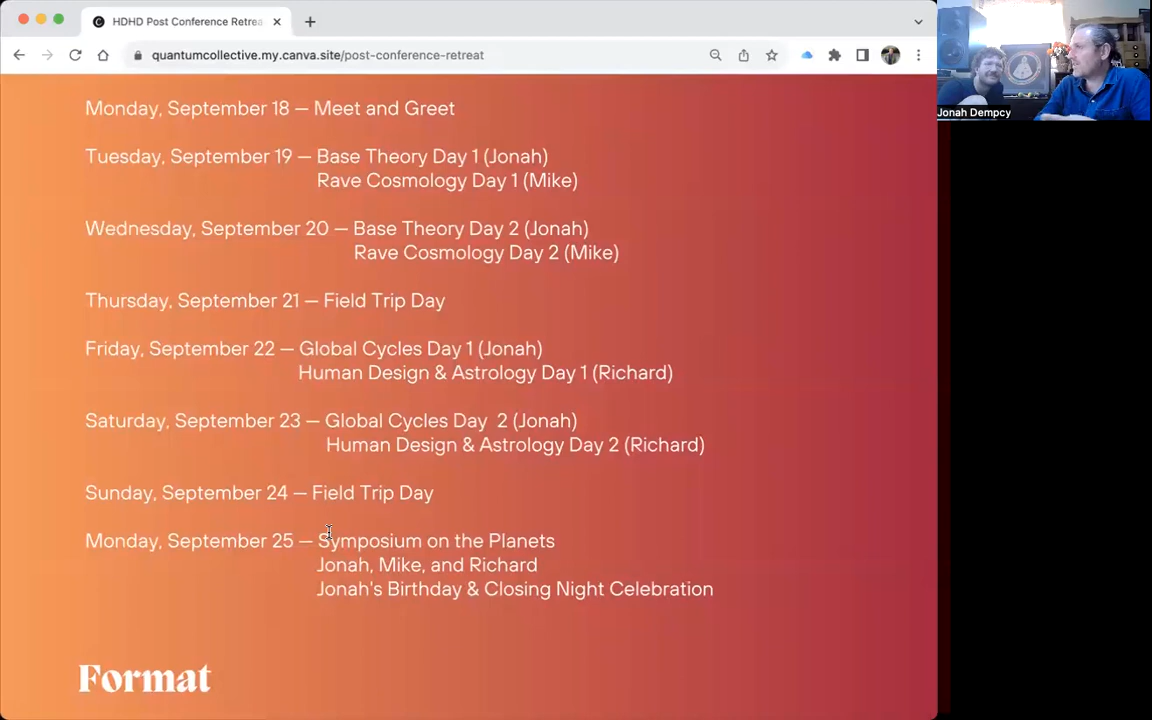 HDHD Post Conference Retrea
quantumcollective.my.canva.site/post-conference-retreat
Jonah Dempcy
Monday, September 18 — Meet and Greet
Tuesday, September 19 — Base Theory Day 1 (Jonah)
Rave Cosmology Day 1 (Mike)
Wednesday, September 20 — Base Theory Day 2 (Jonah)
Rave Cosmology Day 2 (Mike)
Thursday, September 21 — Field Trip Day
Friday, September 22 — Global Cycles Day 1 (Jonah)
Human Design & Astrology Day 1 (Richard)
Saturday, September 23 — Global Cycles Day 2 (Jonah)
Human Design & Astrology Day 2 (Richard)
Sunday, September 24 — Field Trip Day
Monday, September 25 — Symposium on the Planets
Jonah, Mike, and Richard
Jonah's Birthday & Closing Night Celebration
Format